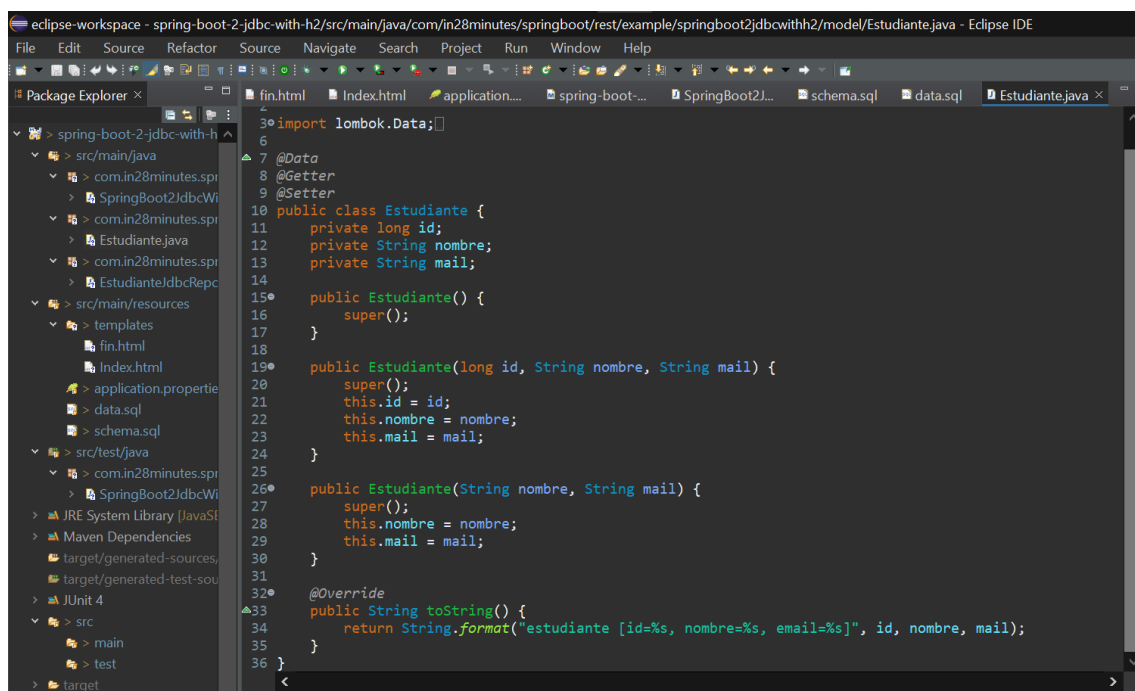 eclipse-workspace - spring-boot-2-jdbc-with-h2/src/main/java/com/in28minutes/springboot/rest/example/springboot2jdbcwithh2/model/Estudiante.java - Eclipse IDE
File Edit Source Refactor Source Navigate Search Project Run Window Help
Package Explorer ×
fin.html Index.html application.... spring-boot-... SpringBoot2J... schema.sql data.sql Estudiante.java ×
> spring-boot-2-jdbc-with-h
> src/main/java
> com.in28minutes.spr
> SpringBoot2JdbcWi
> com.in28minutes.spr
> Estudiante.java
> com.in28minutes.spr
> EstudianteJdbcRepc
> src/main/resources
> templates
> fin.html
> Index.html
> application.propertie
> data.sql
> schema.sql
> src/test/java
> com.in28minutes.spr
> SpringBoot2JdbcWi
> JRE System Library [JavaSE
> Maven Dependencies
target/generated-sources/
target/generated-test-sou
> JUnit 4
> src
> main
> test
> target
2
3 import lombok.Data;
6
7 @Data
8 @Getter
9 @Setter
10 public class Estudiante {
11 private long id;
12 private String nombre;
13 private String mail;
14
15 public Estudiante() {
16 super();
17 }
18
19 public Estudiante(long id, String nombre, String mail) {
20 super();
21 this.id = id;
22 this.nombre = nombre;
23 this.mail = mail;
24 }
25
26 public Estudiante(String nombre, String mail) {
27 super();
28 this.nombre = nombre;
29 this.mail = mail;
30 }
31
32 @Override
33 public String toString() {
34 return String.format("estudiante [id=%s, nombre=%s, email=%s]", id, nombre, mail);
35 }
36 }